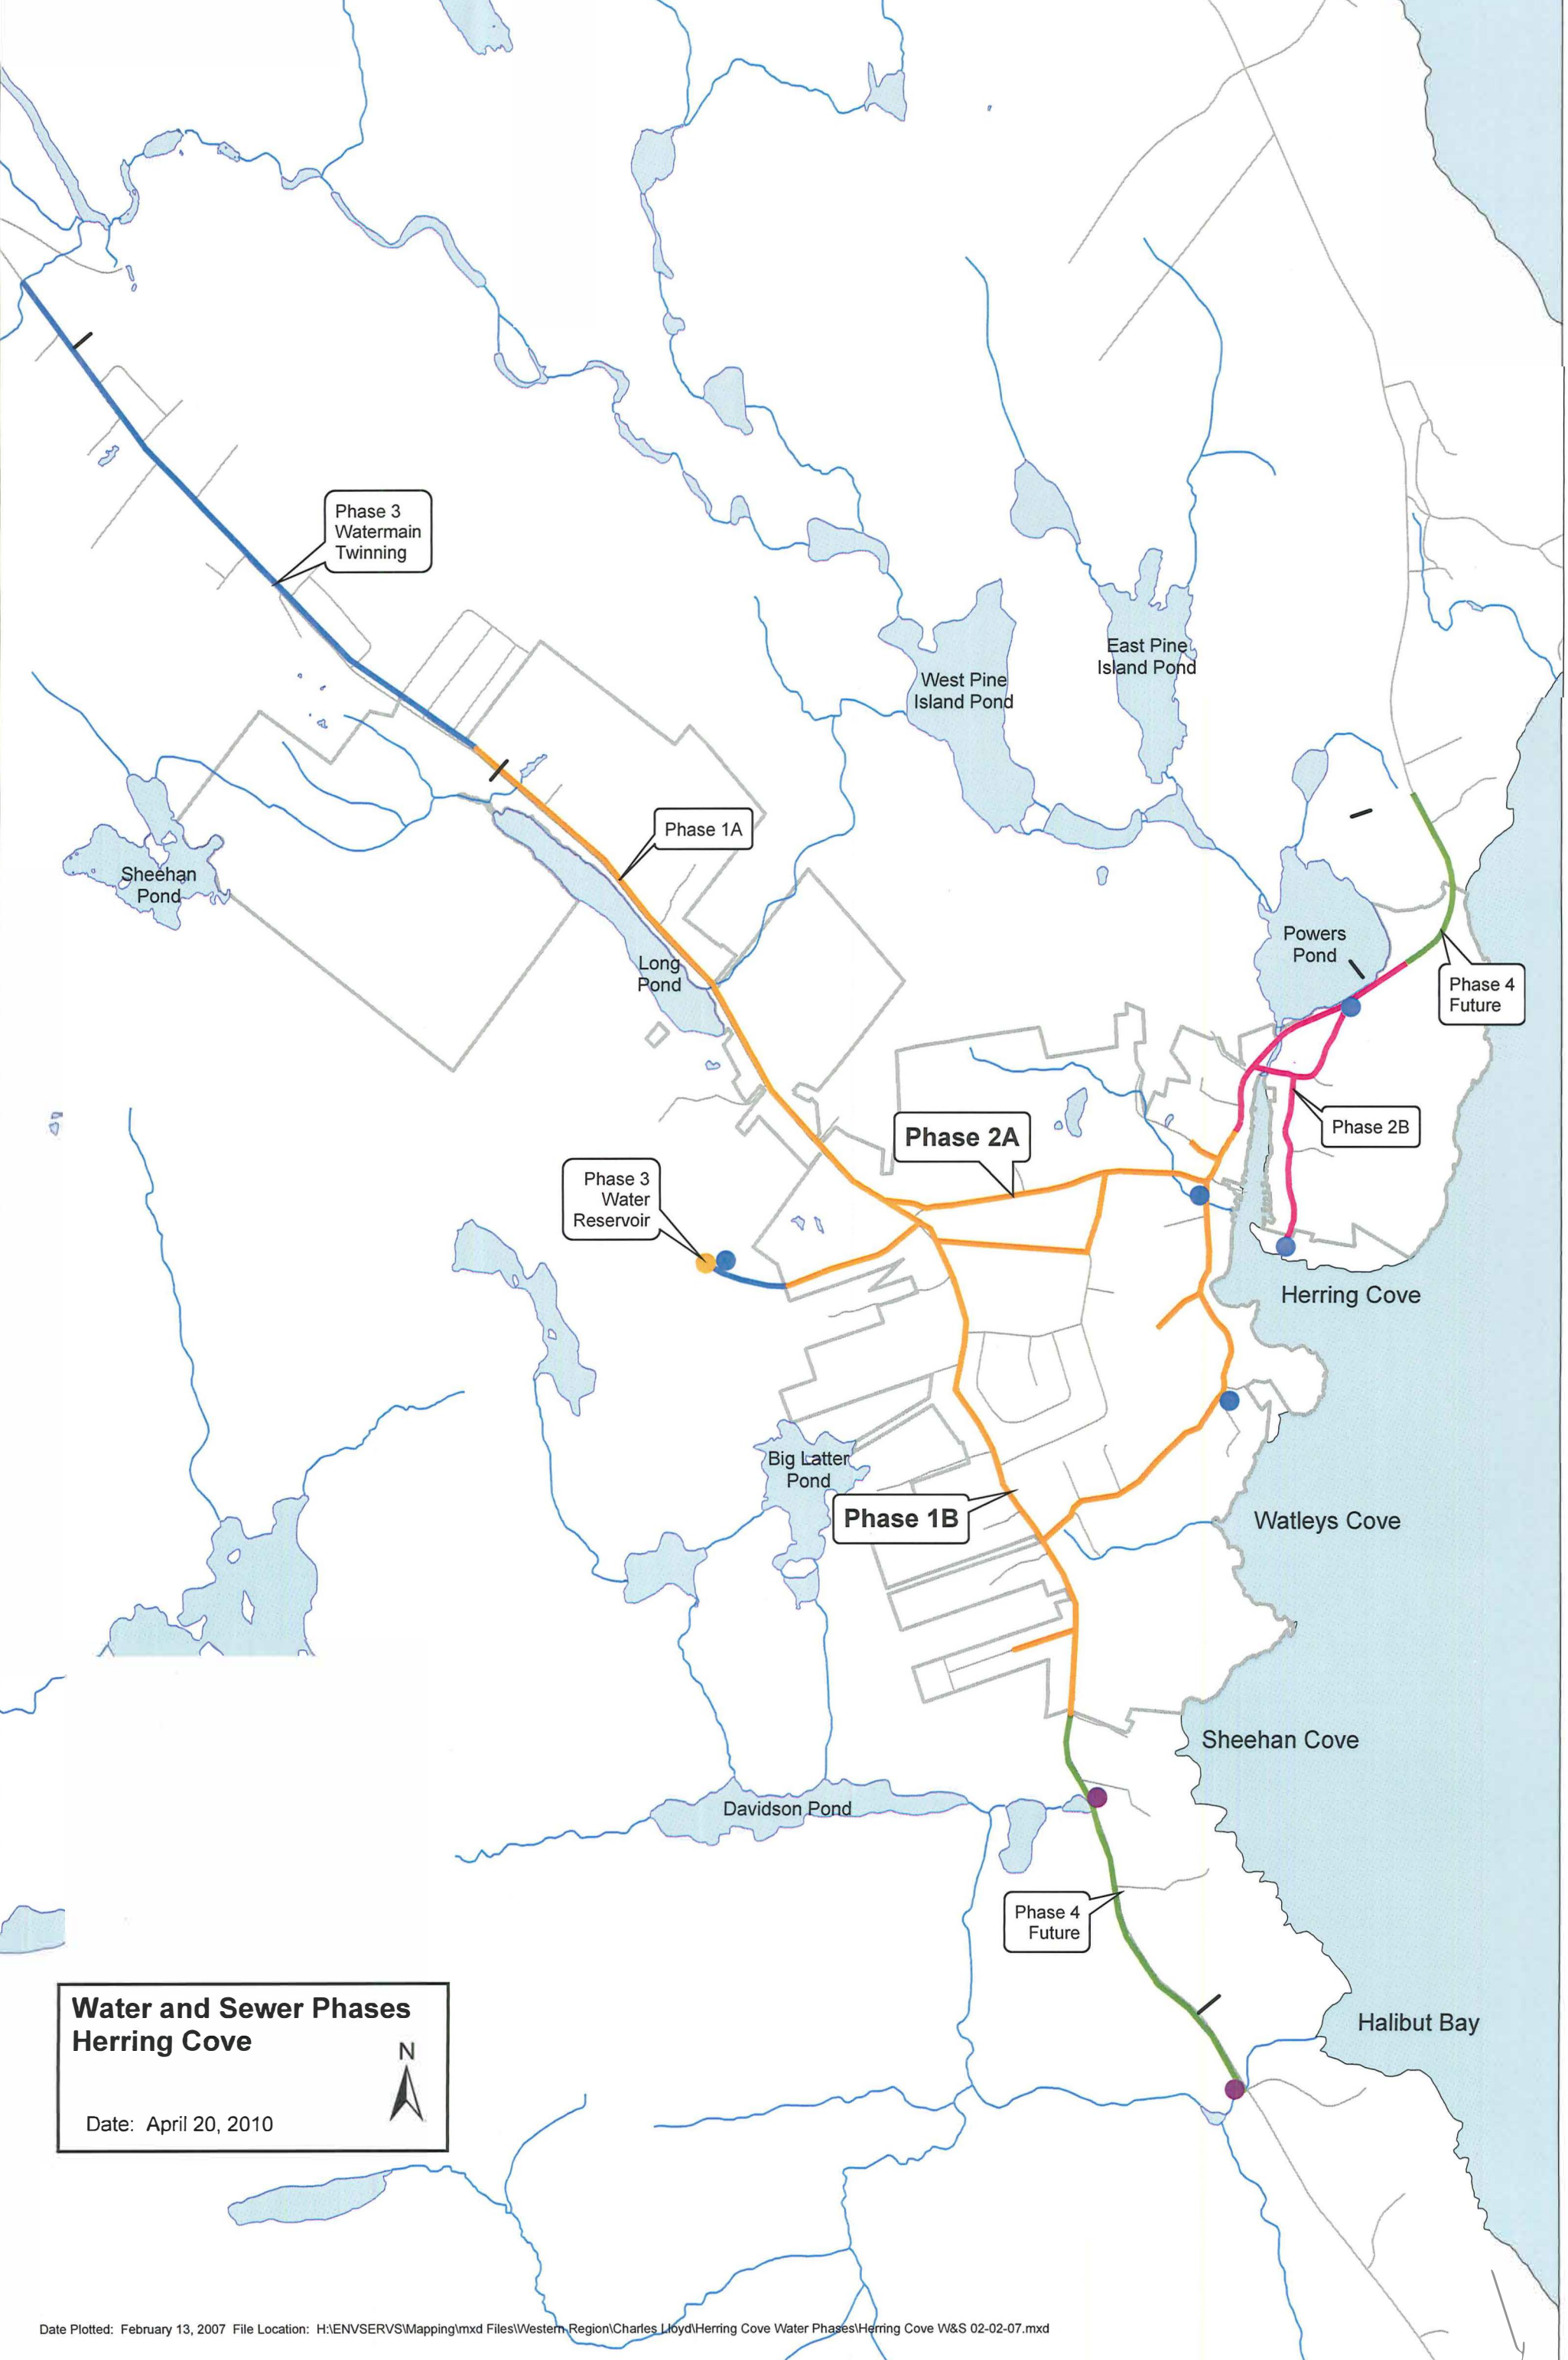 Phase 3
Watermain
Twinning
East Pine
Island Pond
West Pine
Island Pond
Phase 1A
Sheehan
Pond
Powers
Pond
Long
Pond
Phase 4
Future
Phase 2A
Phase 2B
Phase 3
Water
Reservoir
Herring Cove
Big Latter
Pond
Phase 1B
Watleys Cove
Sheehan Cove
Davidson Pond
Phase 4
Future
Water and Sewer Phases
Herring Cove
N
Date: April 20, 2010
Halibut Bay
Date Plotted: February 13, 2007 File Location: H:\ENVSERVS\Mapping\mxd Files\Western Region\Charles Lloyd\Herring Cove Water Phases\Herring Cove W&S 02-02-07.mxd